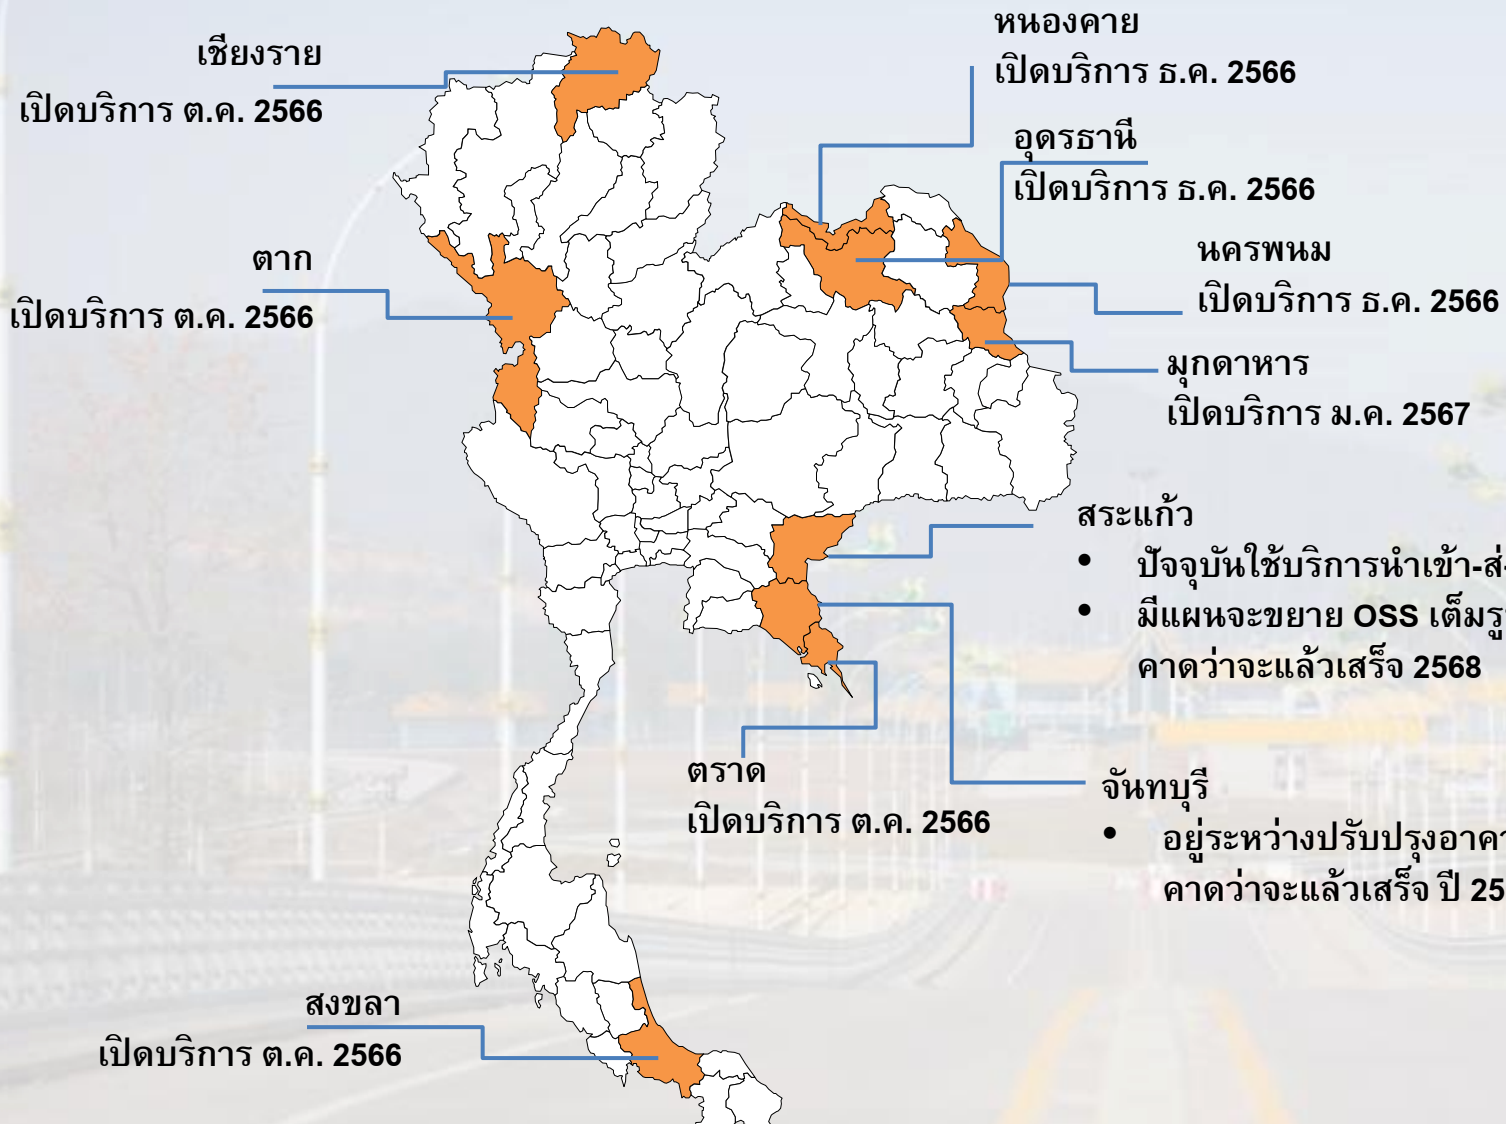 เชียงราย
เปิดบริการ ต.ค. 2566
หนองคาย
เปิดบริการ ธ.ค. 2566
อุดรธานี
เปิดบริการ ธ.ค. 2566
ตาก
เปิดบริการ ต.ค. 2566
นครพนม
เปิดบริการ ธ.ค. 2566
มุกดาหาร
เปิดบริการ ม.ค. 2567
สระแก้ว
• ปัจจุบันใช้บริการนำเข้า-ส่
• มีแผนจะขยาย OSS เต็มรู
คาดว่าจะแล้วเสร็จ 2568
ตราด
เปิดบริการ ต.ค. 2566
จันทบุรี
• อยู่ระหว่างปรับปรุงอาคา
คาดว่าจะแล้วเสร็จ ปี 25
สงขลา
เปิดบริการ ต.ค. 2566